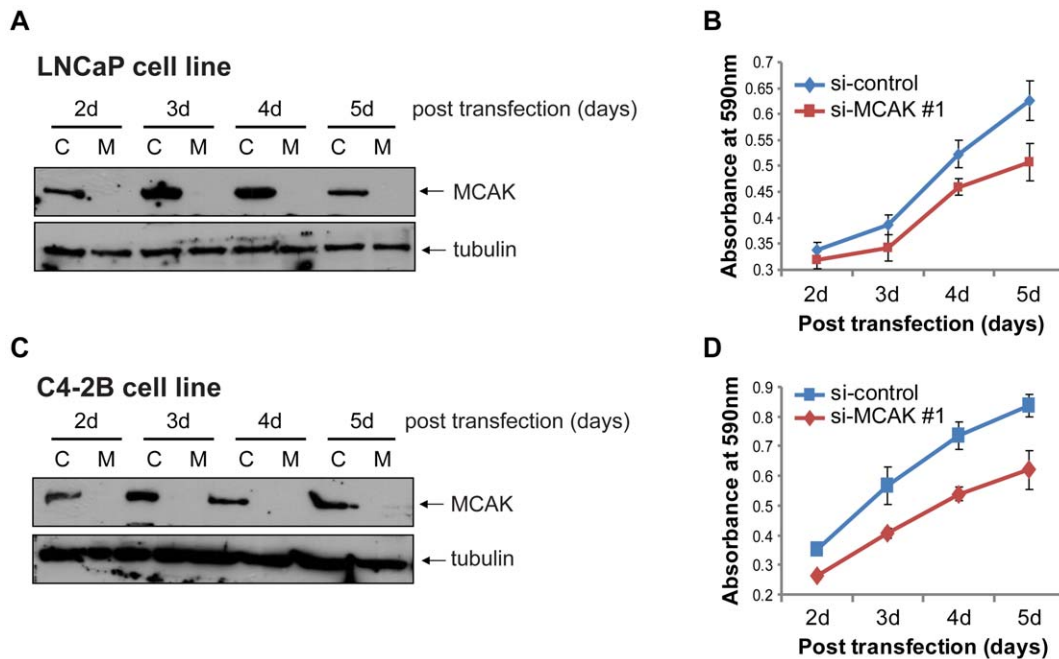 A
LNCaP cell line
2d 3d 4d 5d post transfection (days)
C M C M C M C M
MCAK
tubulin
B
0.7
0.65
0.6
0.55
0.5
0.45
0.4
0.35
0.3
Absorbance at 590nm
si-control
si-MCAK #1
2d 3d 4d 5d
Post transfection (days)
C
C4-2B cell line
2d 3d 4d 5d post transfection (days)
C M C M C M C M
MCAK
tubulin
D
0.9
0.8
0.7
0.6
0.5
0.4
0.3
0.2
Absorbance at 590nm
si-control
si-MCAK #1
2d 3d 4d 5d
Post transfection (days)